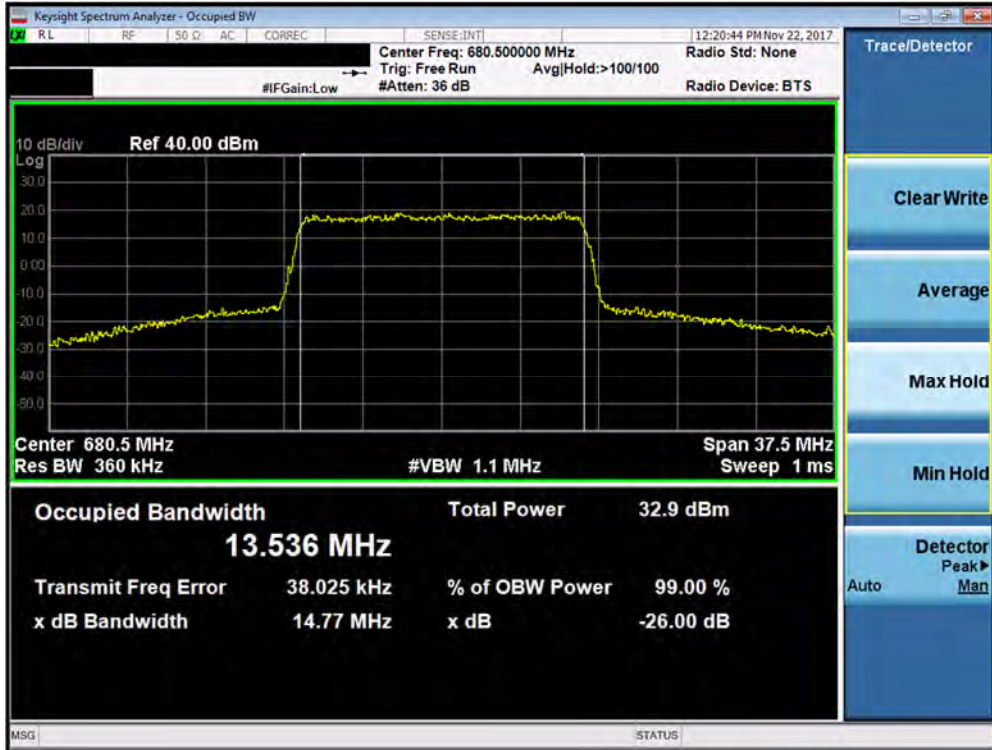 Keysight Spectrum Analyzer - Occupied BW
LXI RL RF 50 Ω AC CORREC SENSE:INT 12:20:44 PM Nov 22, 2017
Center Freq: 680.500000 MHz Radio Std: None
Trig: Free Run Avg|Hold:>100/100
#IFGain:Low #Atten: 36 dB Radio Device: BTS
10 dB/div Ref 40.00 dBm
Log
30.0
20.0
10.0
0.00
-10.0
-20.0
-30.0
-40.0
-50.0
Center 680.5 MHz Span 37.5 MHz
Res BW 360 kHz #VBW 1.1 MHz Sweep 1 ms
Occupied Bandwidth Total Power 32.9 dBm
13.536 MHz
Transmit Freq Error 38.025 kHz % of OBW Power 99.00 %
x dB Bandwidth 14.77 MHz x dB -26.00 dB
MSG STATUS
Trace/Detector
Clear Write
Average
Max Hold
Min Hold
Detector
Peak▶
Auto Man